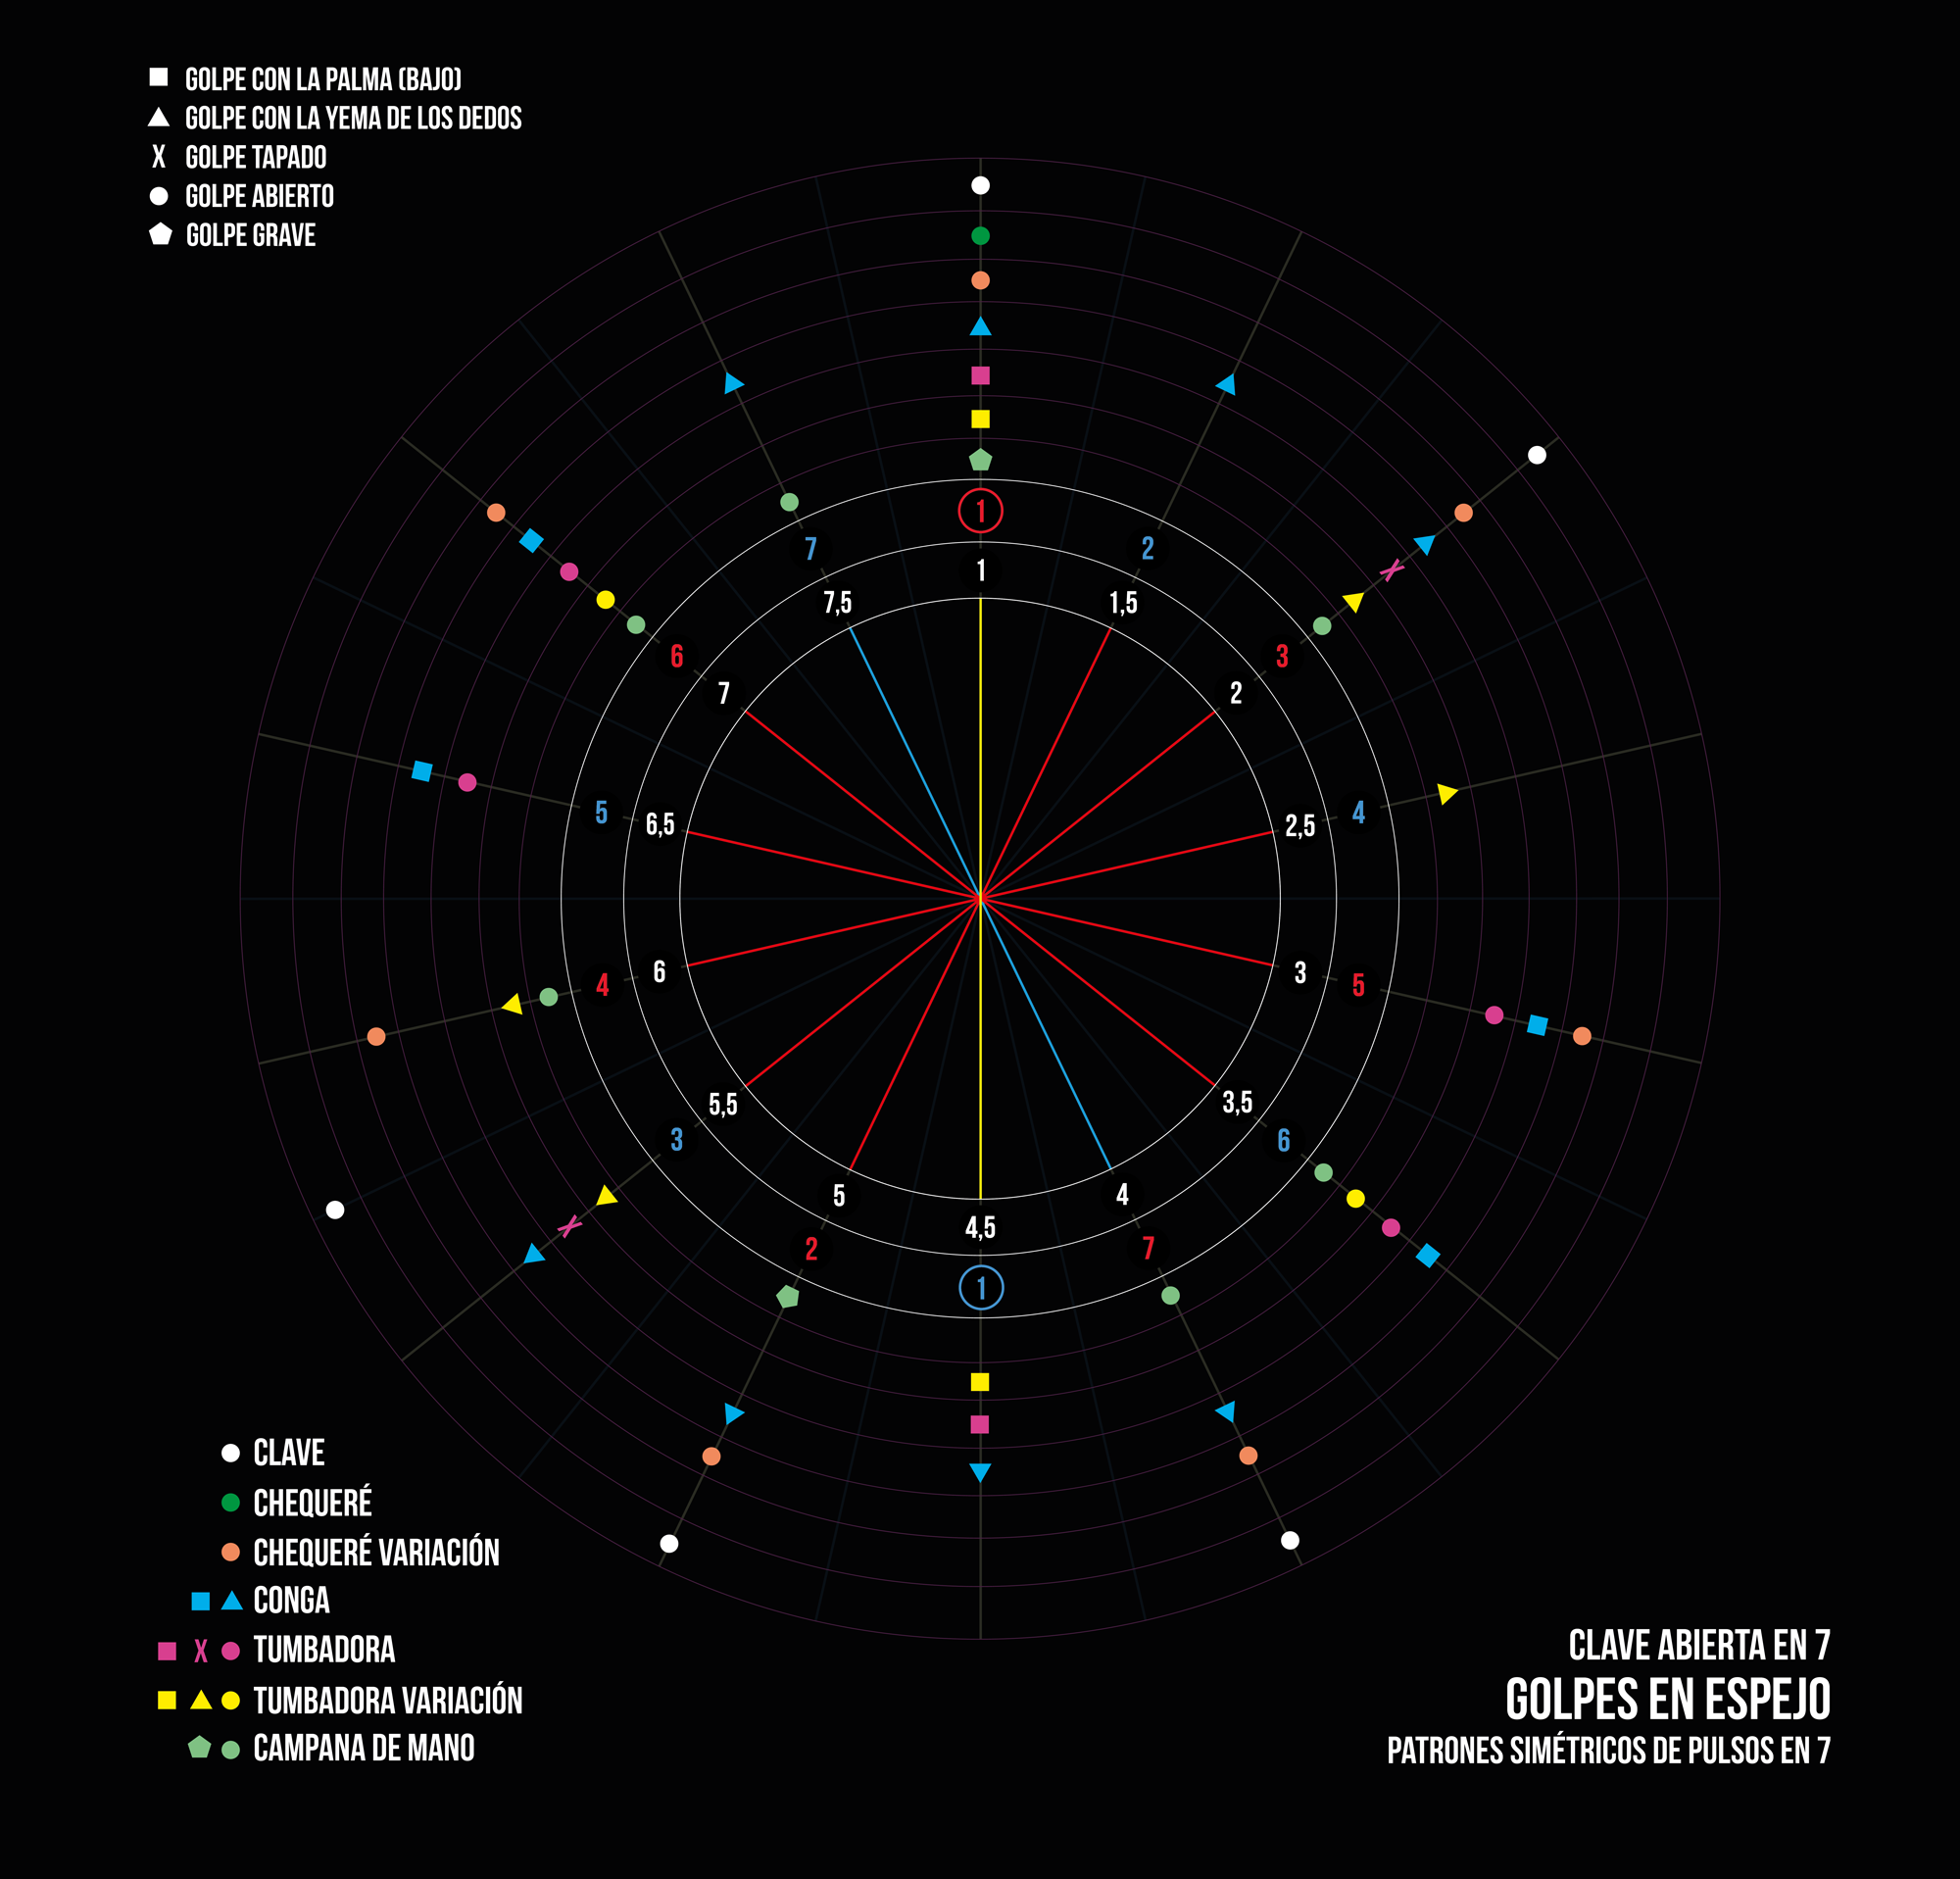 GOLPE CON LA PALMA (BAJO)
GOLPE CON LA YEMA DE LOS DEDOS
X GOLPE TAPADO
GOLPE ABIERTO
GOLPE GRAVE
1
7 1 2
7,5 1,5
6 3
7 2
5 6,5 2,5 4
4 6 3 5
5,5 3,5
3 6
5 4
4,5
2 7
1
CLAVE
CHEQUERÉ
CHEQUERÉ VARIACIÓN
CONGA
X TUMBADORA
TUMBADORA VARIACIÓN
CAMPANA DE MANO
CLAVE ABIERTA EN 7
GOLPES EN ESPEJO
PATRONES SIMÉTRICOS DE PULSOS EN 7